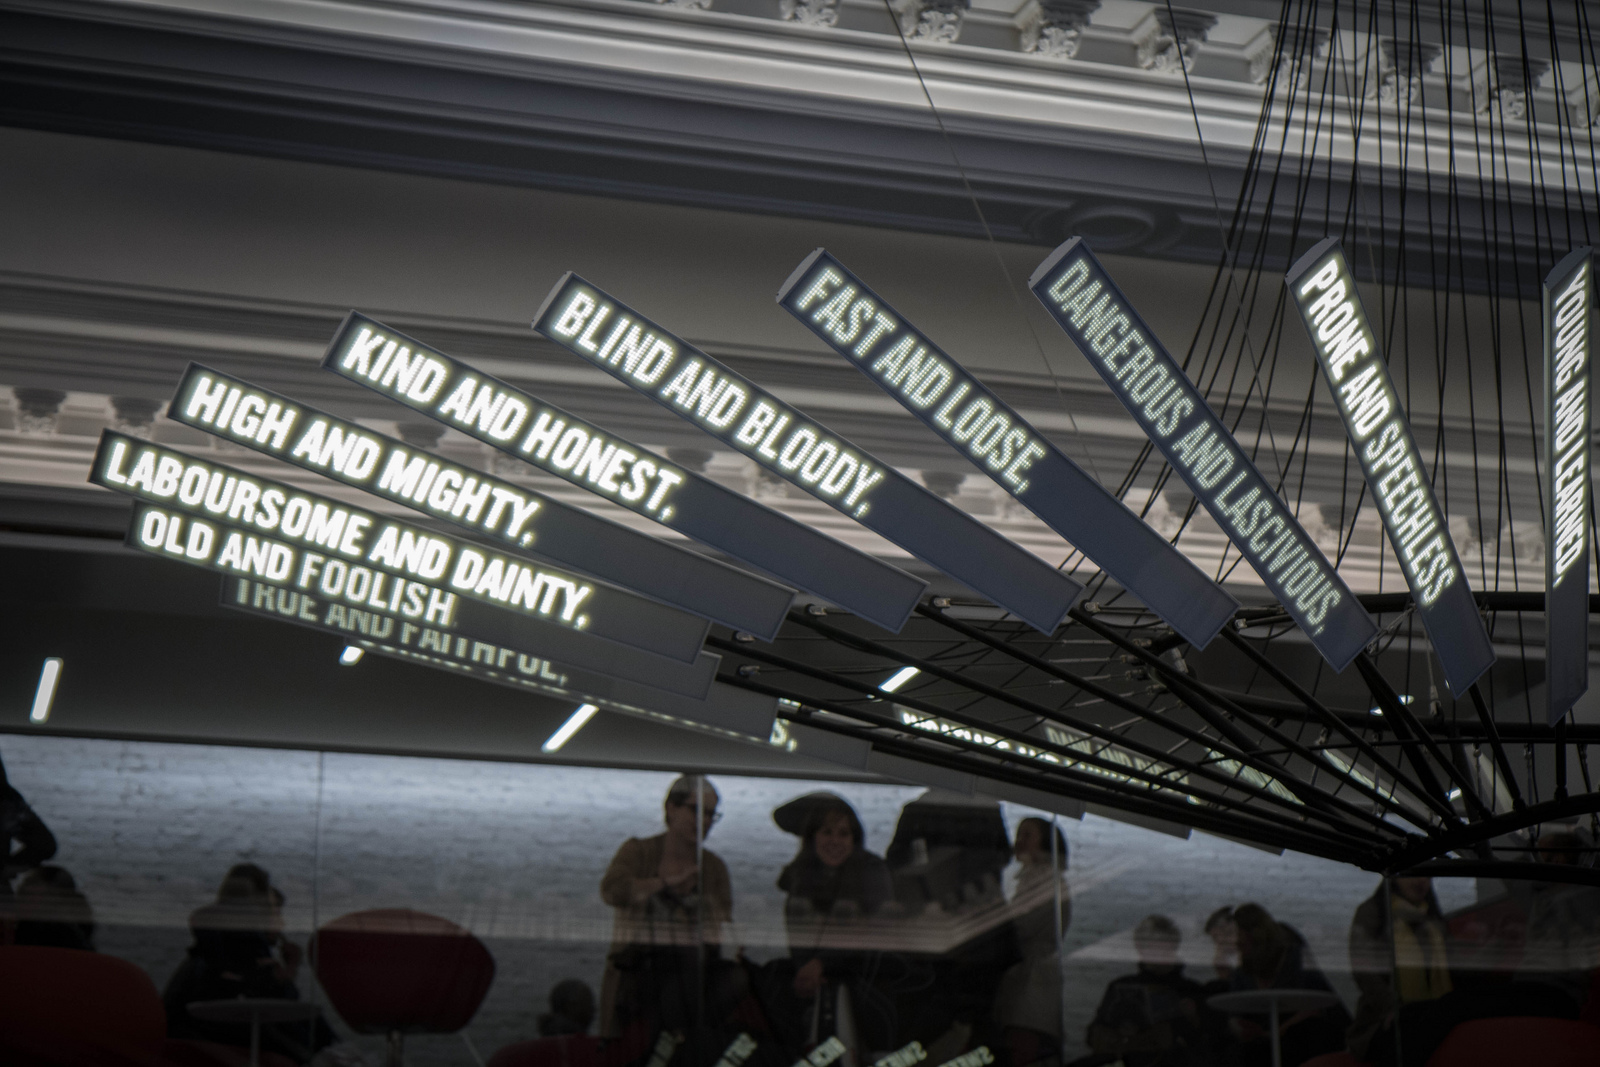 LABOURSOME AND DAINTY,
OLD AND FOOLISH
TRUE AND FAITHFUL,
HIGH AND MIGHTY,
KIND AND HONEST,
BLIND AND BLOODY,
FAST AND LOOSE,
DANGEROUS AND LASCIVIOUS,
PRONE AND SPEECHLESS
YOUNG AND LEARNED,